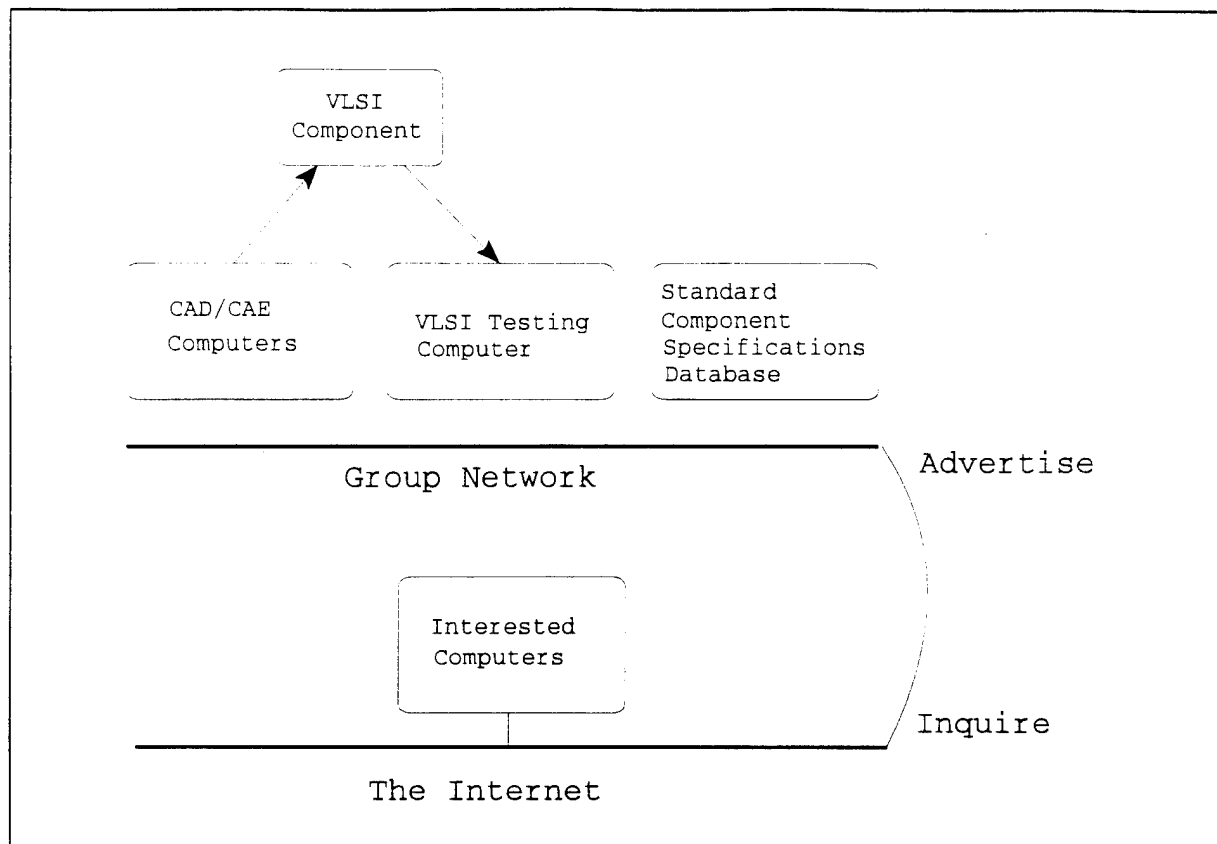 VLSI
Component
CAD/CAE
Computers
VLSI Testing
Computer
Standard
Component
Specifications
Database
Group Network
Advertise
Interested
Computers
Inquire
The Internet